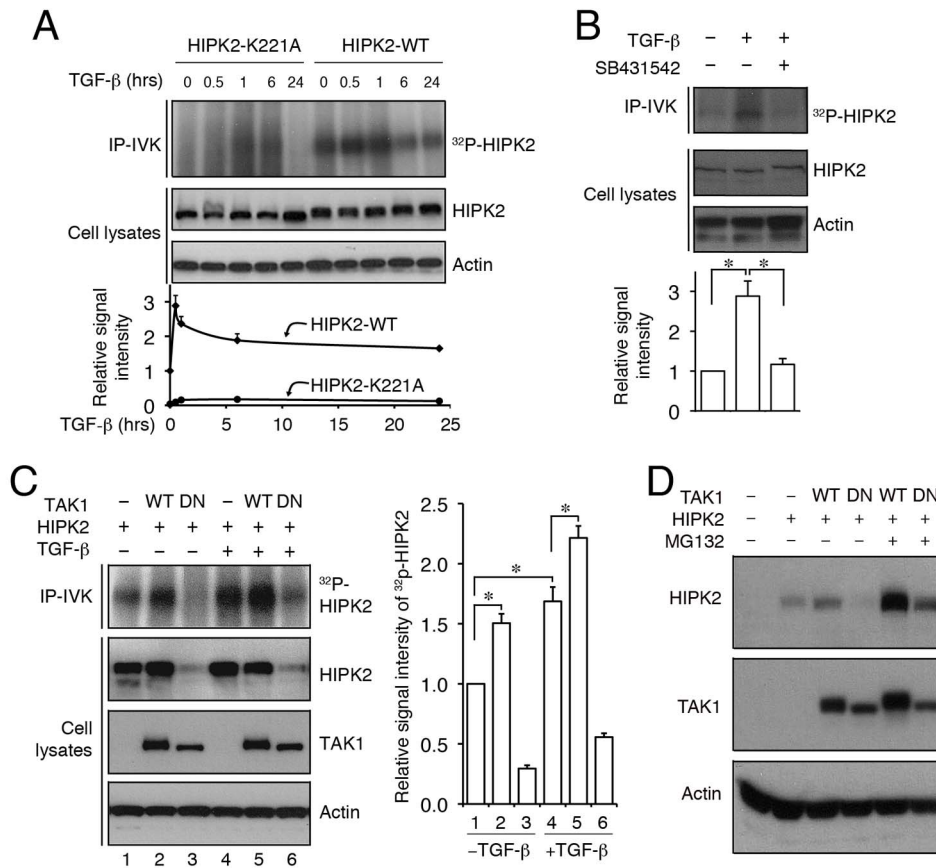 A
HIPK2-K221A HIPK2-WT
TGF-β (hrs) 0 0.5 1 6 24 0 0.5 1 6 24
IP-IVK ³²P-HIPK2
HIPK2
Cell lysates
Actin
Relative signal intensity
3
2
1
0
HIPK2-WT
HIPK2-K221A
TGF-β (hrs) 0 5 10 15 20 25
B
TGF-β – + +
SB431542 – – +
IP-IVK ³²P-HIPK2
HIPK2
Cell lysates
Actin
* *
Relative signal intensity
3
2
1
0
C
TAK1 – WT DN – WT DN
HIPK2 + + + + + +
TGF-β – – – + + +
IP-IVK ³²P-HIPK2
HIPK2
Cell lysates
TAK1
Actin
1 2 3 4 5 6
Relative signal intensity of ³²p-HIPK2
2.5
2.0
1.5
1.0
0.5
0.0
* * *
1 2 3 4 5 6
–TGF-β +TGF-β
D
TAK1 – – WT DN WT DN
HIPK2 – + + + + +
MG132 – – – – + +
HIPK2
TAK1
Actin